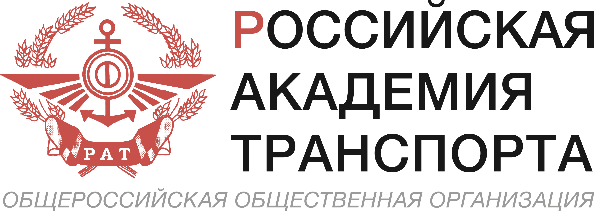 РОССИЙСКАЯ
АКАДЕМИЯ
ТРАНСПОРТА
РАТ
ОБЩЕРОССИЙСКАЯ ОБЩЕСТВЕННАЯ ОРГАНИЗАЦИЯ